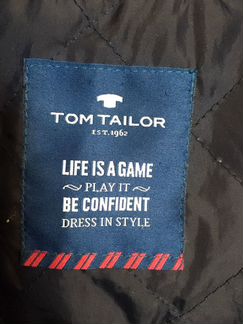 TOM TAILOR
EST.1962
LIFE IS A GAME
~ PLAY IT ~
BE CONFIDENT
DRESS IN STYLE